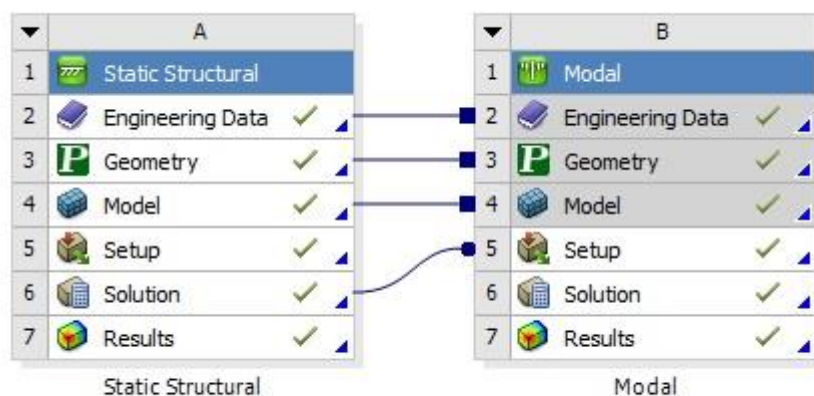 A
1 Static Structural
2 Engineering Data
3 P Geometry
4 Model
5 Setup
6 Solution
7 Results
Static Structural
B
1 Modal
2 Engineering Data
3 P Geometry
4 Model
5 Setup
6 Solution
7 Results
Modal